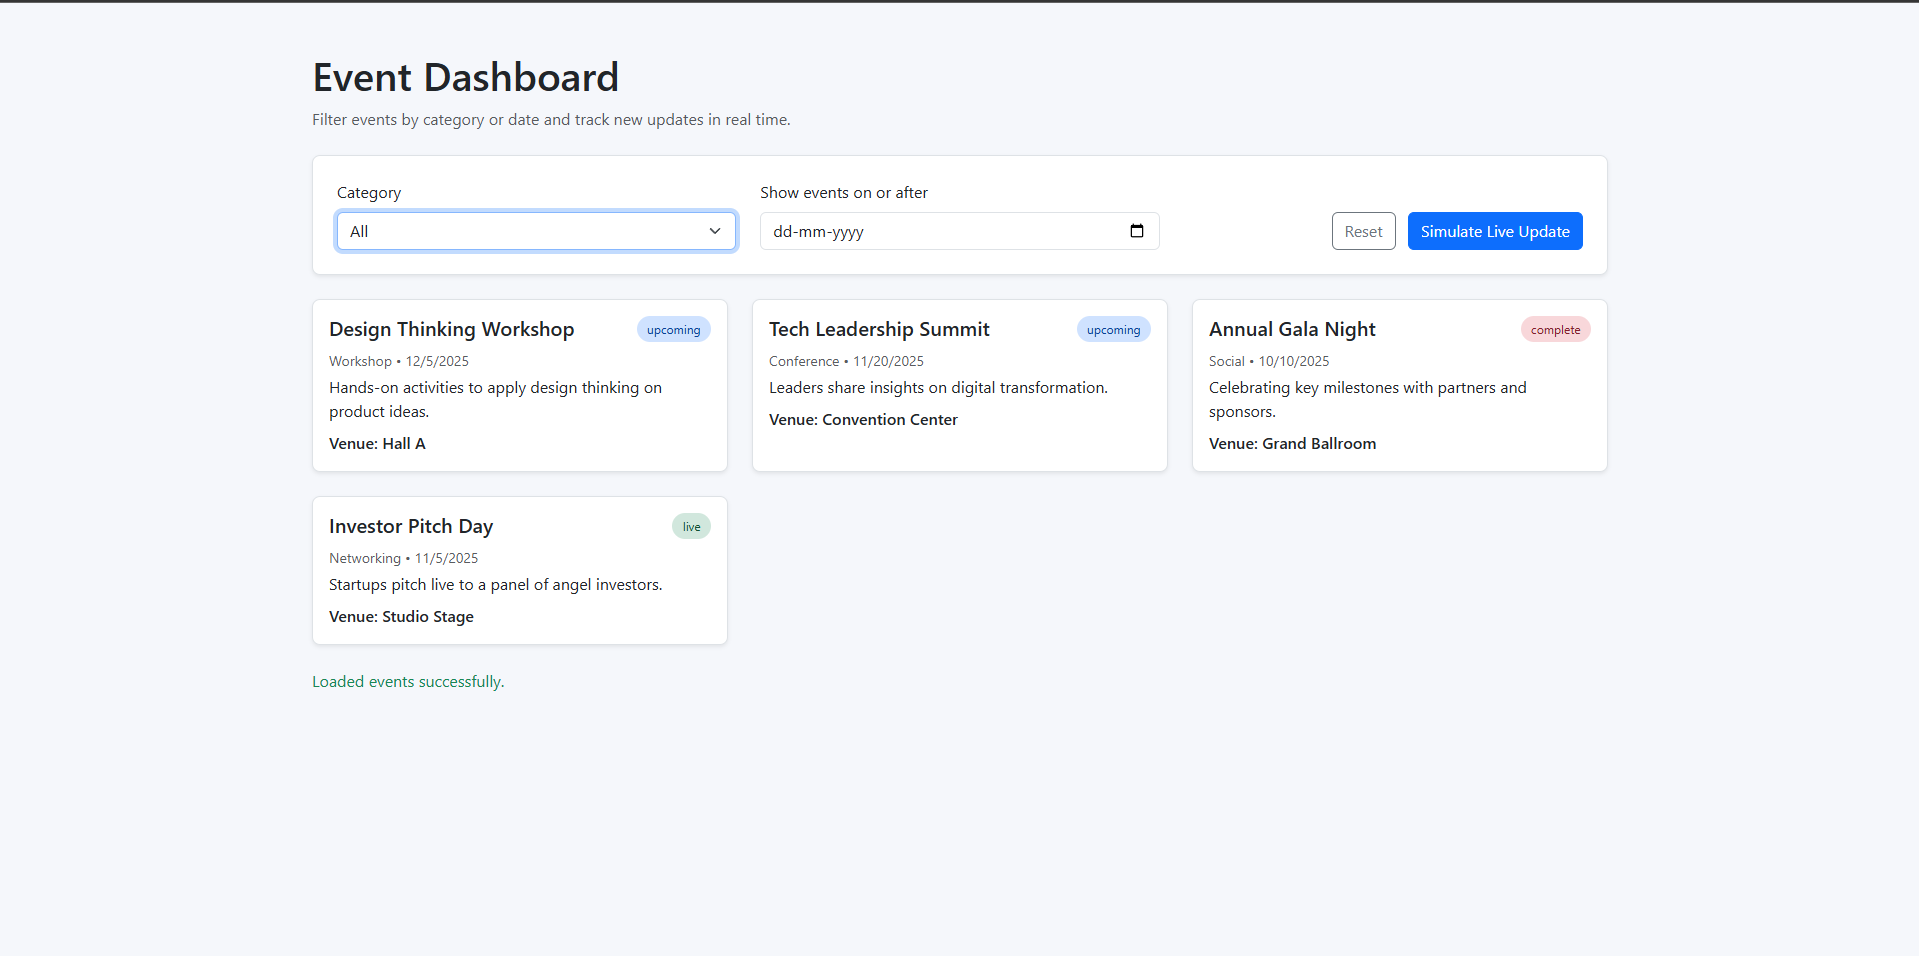 Event Dashboard
Filter events by category or date and track new updates in real time.
Category
Show events on or after
All
dd-mm-yyyy
Reset
Simulate Live Update
Design Thinking Workshop
upcoming
Workshop • 12/5/2025
Hands-on activities to apply design thinking on
product ideas.
Venue: Hall A
Tech Leadership Summit
upcoming
Conference • 11/20/2025
Leaders share insights on digital transformation.
Venue: Convention Center
Annual Gala Night
complete
Social • 10/10/2025
Celebrating key milestones with partners and
sponsors.
Venue: Grand Ballroom
Investor Pitch Day
live
Networking • 11/5/2025
Startups pitch live to a panel of angel investors.
Venue: Studio Stage
Loaded events successfully.